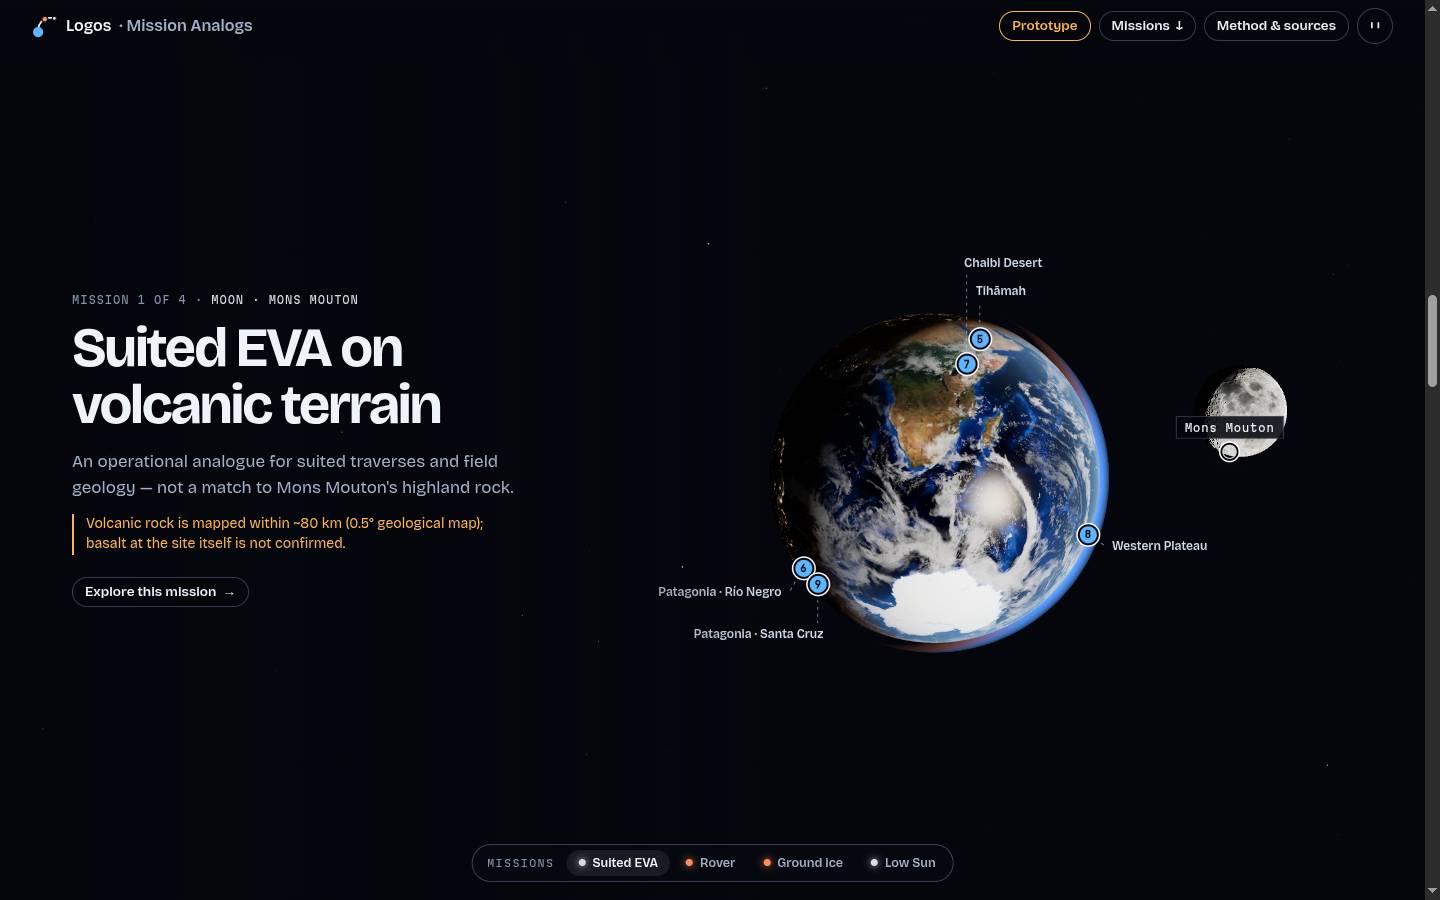 Logos · Mission Analogs
Prototype
Missions ↓
Method & sources
Chalbi Desert
Tihāmah
5
7
MISSION 1 OF 4 · MOON · MONS MOUTON
Suited EVA on
volcanic terrain
Mons Mouton
An operational analogue for suited traverses and field
geology — not a match to Mons Mouton's highland rock.
Volcanic rock is mapped within ~80 km (0.5° geological map);
basalt at the site itself is not confirmed.
8
Western Plateau
6
9
Explore this mission →
Patagonia · Río Negro
Patagonia · Santa Cruz
MISSIONS
Suited EVA
Rover
Ground Ice
Low Sun